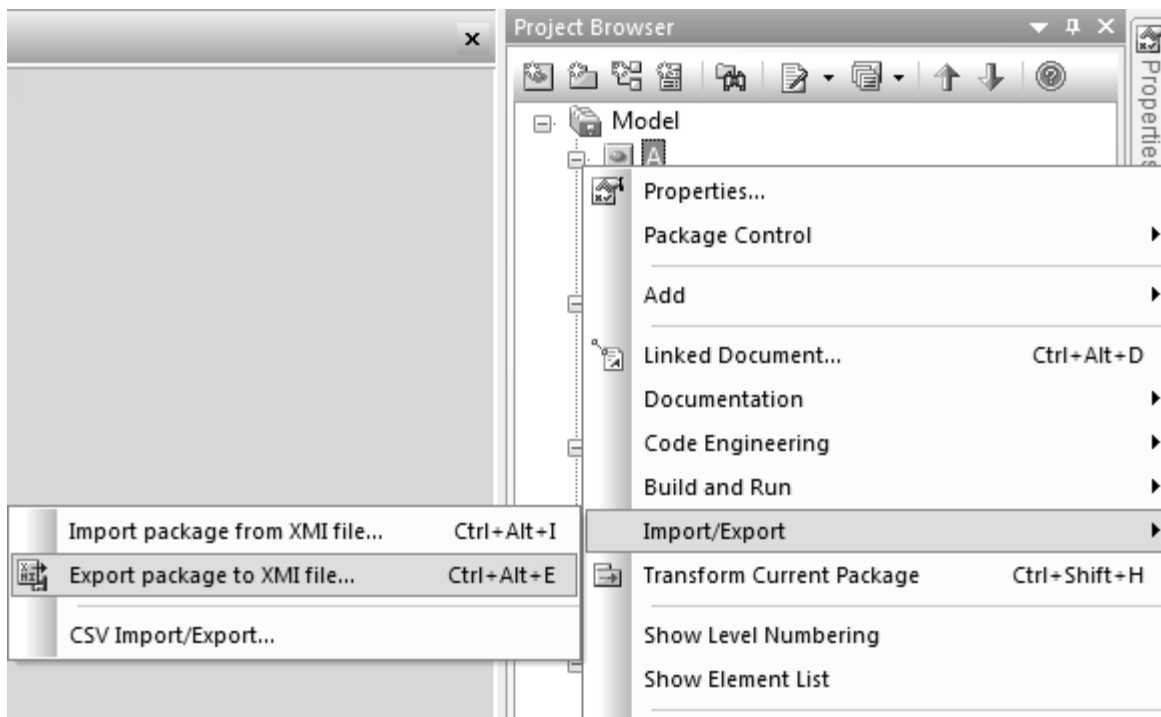 Project Browser
Properties
Model
A
Properties...
Package Control
Add
Linked Document... Ctrl+Alt+D
Documentation
Code Engineering
Build and Run
Import/Export
Transform Current Package Ctrl+Shift+H
Show Level Numbering
Show Element List
Import package from XMI file... Ctrl+Alt+I
Export package to XMI file... Ctrl+Alt+E
CSV Import/Export...